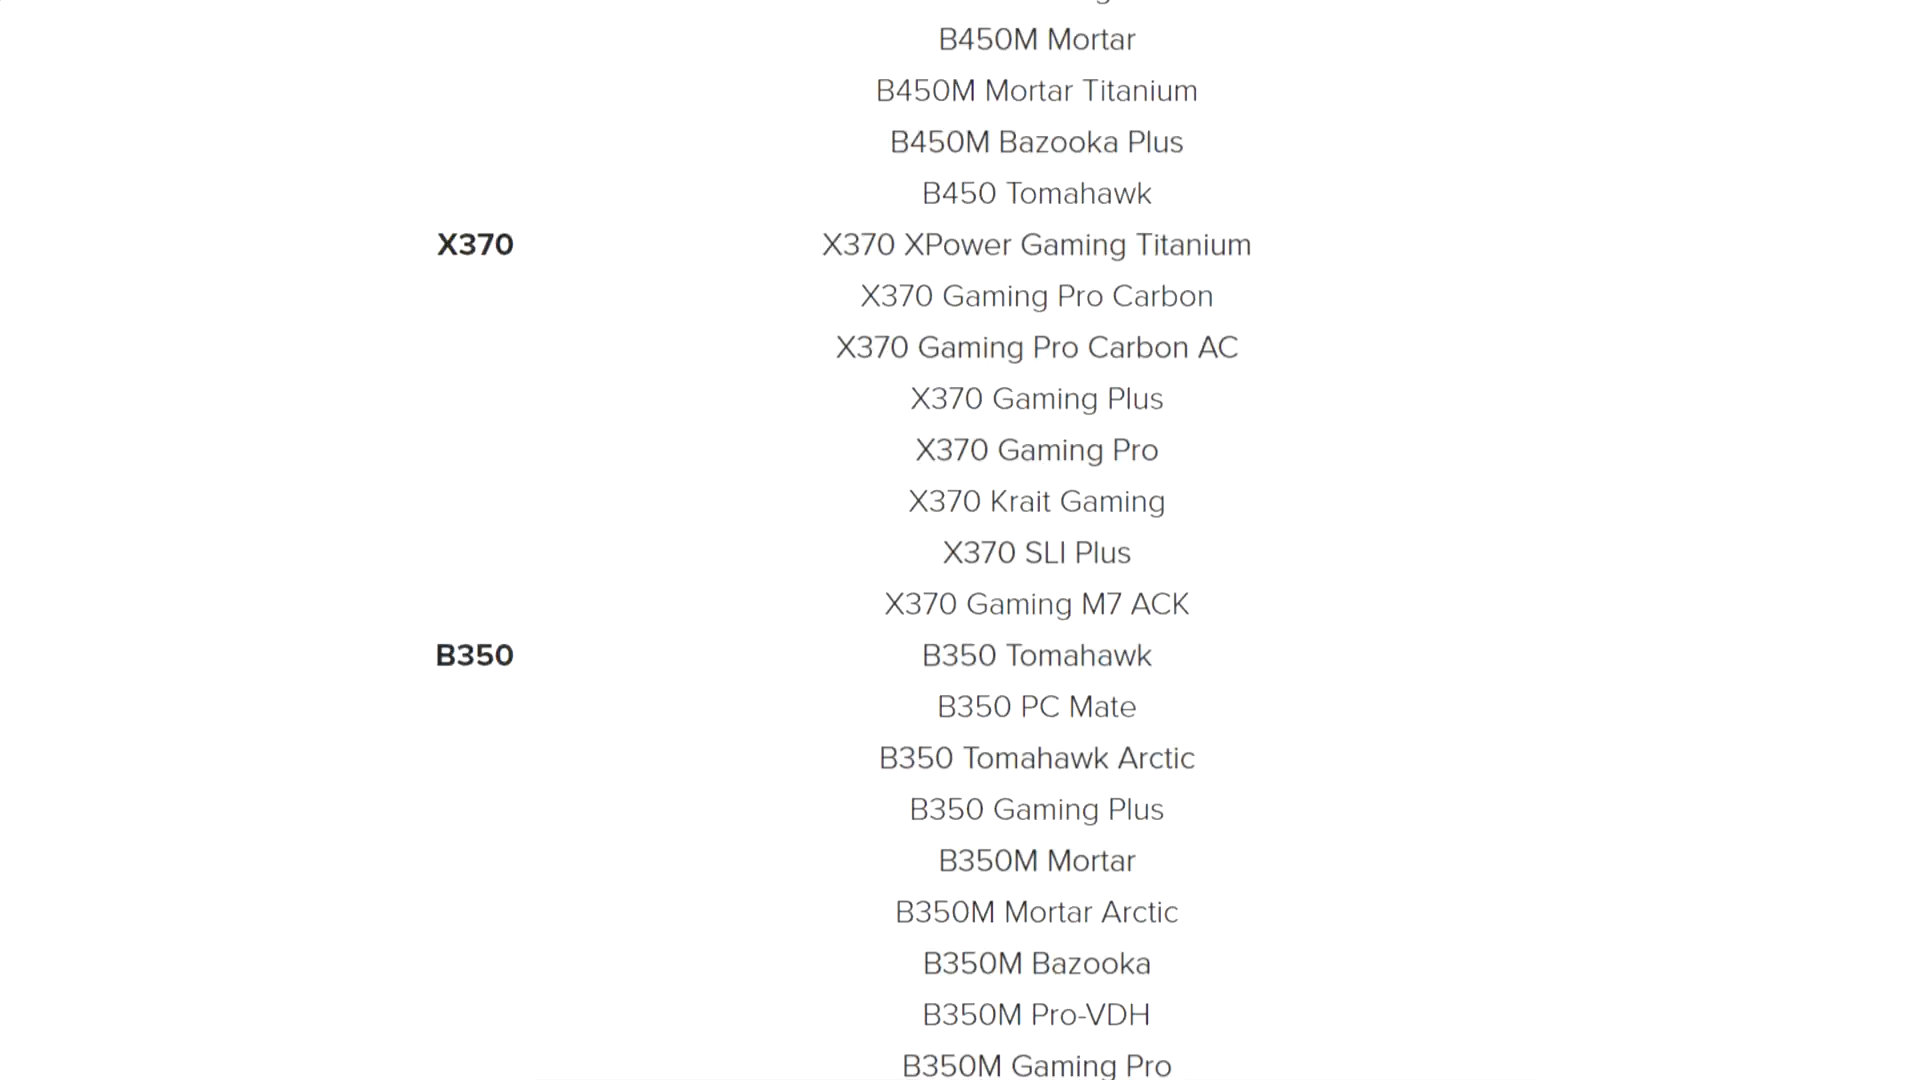 B450M Mortar
B450M Mortar Titanium
B450M Bazooka Plus
B450 Tomahawk
X370 X370 XPower Gaming Titanium
X370 Gaming Pro Carbon
X370 Gaming Pro Carbon AC
X370 Gaming Plus
X370 Gaming Pro
X370 Krait Gaming
X370 SLI Plus
X370 Gaming M7 ACK
B350 B350 Tomahawk
B350 PC Mate
B350 Tomahawk Arctic
B350 Gaming Plus
B350M Mortar
B350M Mortar Arctic
B350M Bazooka
B350M Pro-VDH
B350M Gaming Pro